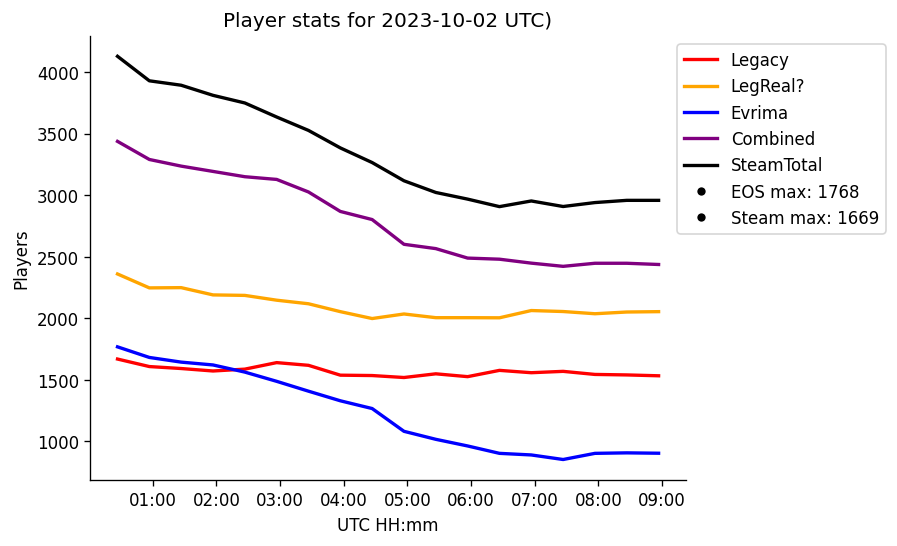 Player stats for 2023-10-02 UTC)
Players
4000
3500
3000
2500
2000
1500
1000
01:00 02:00 03:00 04:00 05:00 06:00 07:00 08:00 09:00
UTC HH:mm
Legacy
LegReal?
Evrima
Combined
SteamTotal
EOS max: 1768
Steam max: 1669